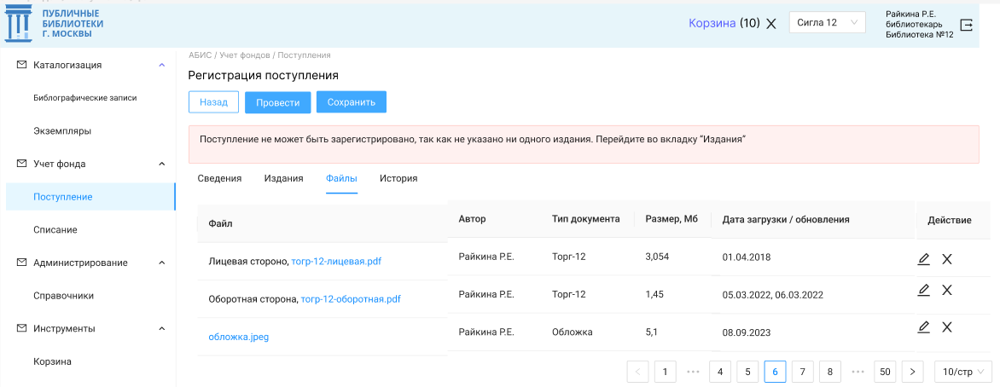 ПУБЛИЧНЫЕ
БИБЛИОТЕКИ
Г. МОСКВЫ
Корзина (10)
Сигла 12
Райкина Р.Е.
библиотекарь
Библиотека №12
Каталогизация
Библографические записи
Экземпляры
Учет фонда
Поступление
Списание
Администрирование
Справочники
Инструменты
Корзина
АБИС / Учет фондов / Поступления
Регистрация поступления
Назад Провести Сохранить
Поступление не может быть зарегистрировано, так как не указано ни одного издания. Перейдите во вкладку “Издания”
Сведения Издания Файлы История
Файл Автор Тип документа Размер, Мб Дата загрузки / обновления Действие
Лицевая стороно, тогр-12-лицевая.pdf Райкина Р.Е. Торг-12 3,054 01.04.2018
Оборотная сторона, тогр-12-оборотная.pdf Райкина Р.Е. Торг-12 1,45 05.03.2022, 06.03.2022
обложка.jpeg Райкина Р.Е. Обложка 5,1 08.09.2023
< 1 ••• 4 5 6 7 8 ••• 50 > 10/стр